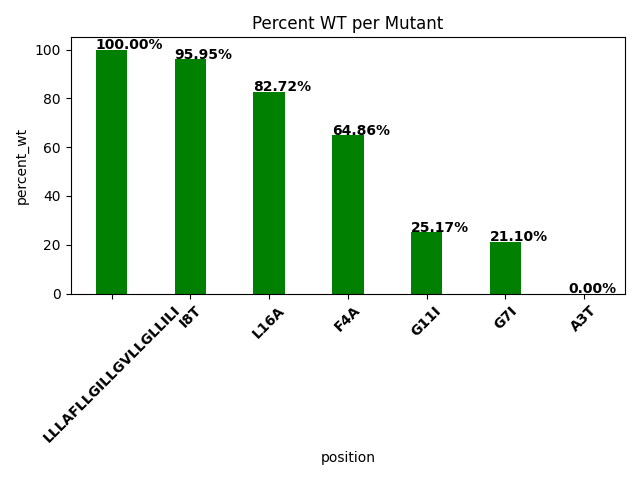 Percent WT per Mutant
percent_wt
100
80
60
40
20
0
100.00%
95.95%
82.72%
64.86%
25.17%
21.10%
0.00%
LLLAFLLGILLGVLLGLLILI
I8T
L16A
F4A
G11I
G7I
A3T
position